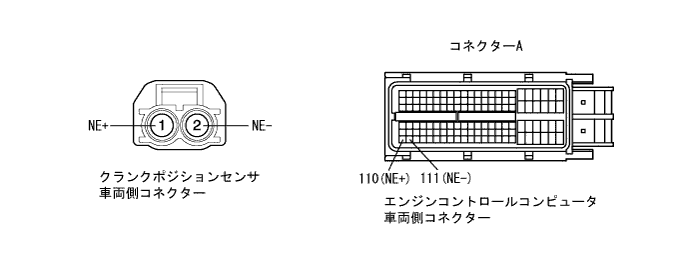 コネクターA
NE+
1
2
NE-
110(NE+)
111(NE-)
クランクポジションセンサ
車両側コネクター
エンジンコントロールコンピュータ
車両側コネクター